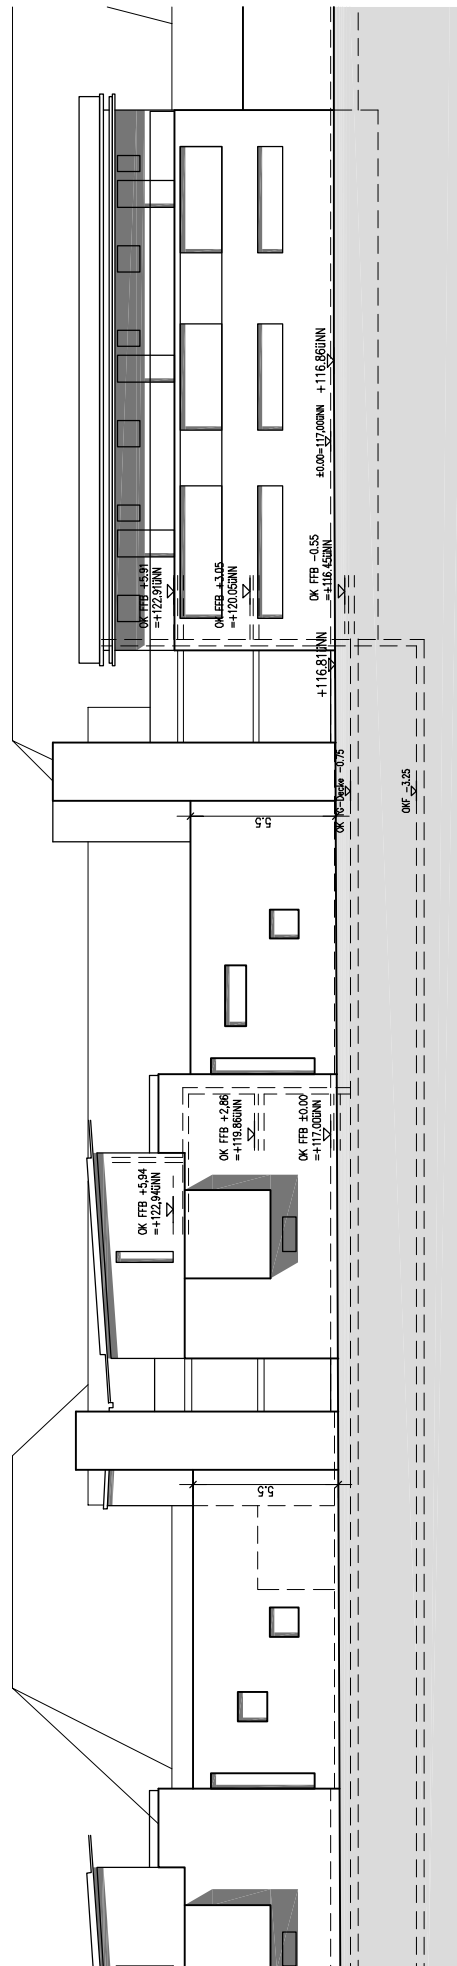 +116.86üNN
±0.00=117,00üNN
OK FFB +5.91
=+122,91üNN
OK FFB +3.05
=+120.05üNN
OK FFB -0.55
=+116.45üNN
+116.81üNN
5.5
OK TG-Decke -0.75
OKF -3.25
OK FFB +2,86
=+119.86üNN
OK FFB ±0.00
=+117.00üNN
OK FFB +5,94
=+122,94üNN
5.5